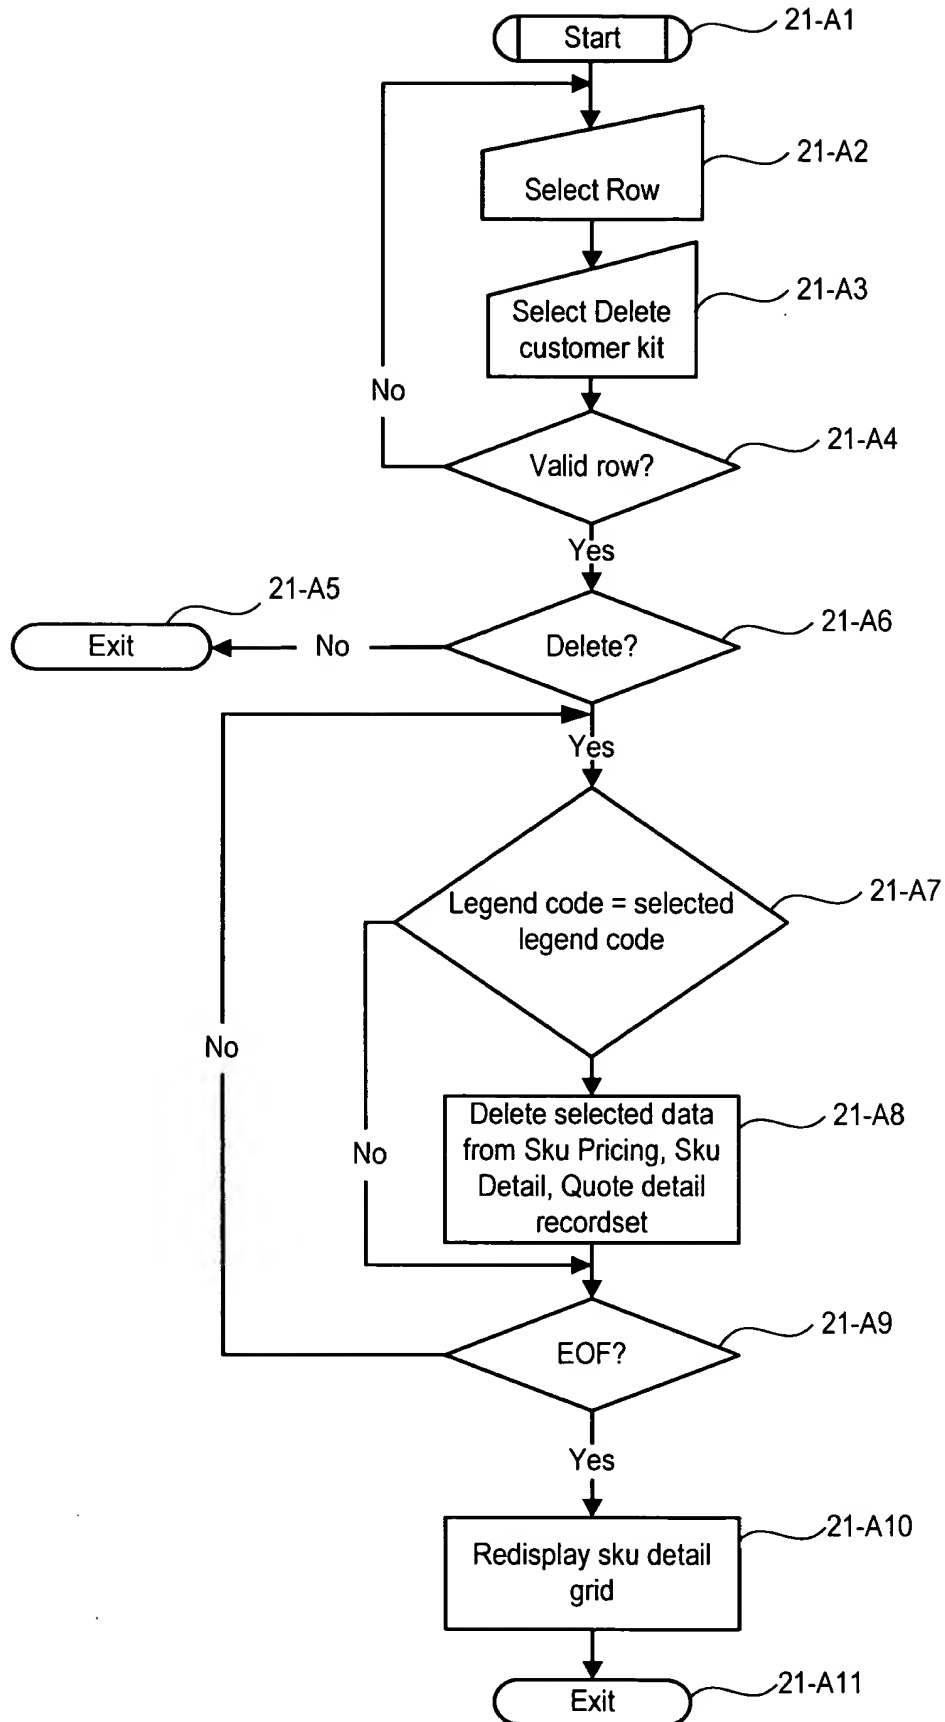 Start
21-A1
21-A2
Select Row
21-A3
Select Delete
customer kit
No
21-A4
Valid row?
Yes
21-A5
21-A6
Exit
No
Delete?
Yes
21-A7
Legend code = selected
legend code
No
21-A8
Delete selected data
from Sku Pricing, Sku
Detail, Quote detail
recordset
No
21-A9
EOF?
Yes
21-A10
Redisplay sku detail
grid
21-A11
Exit